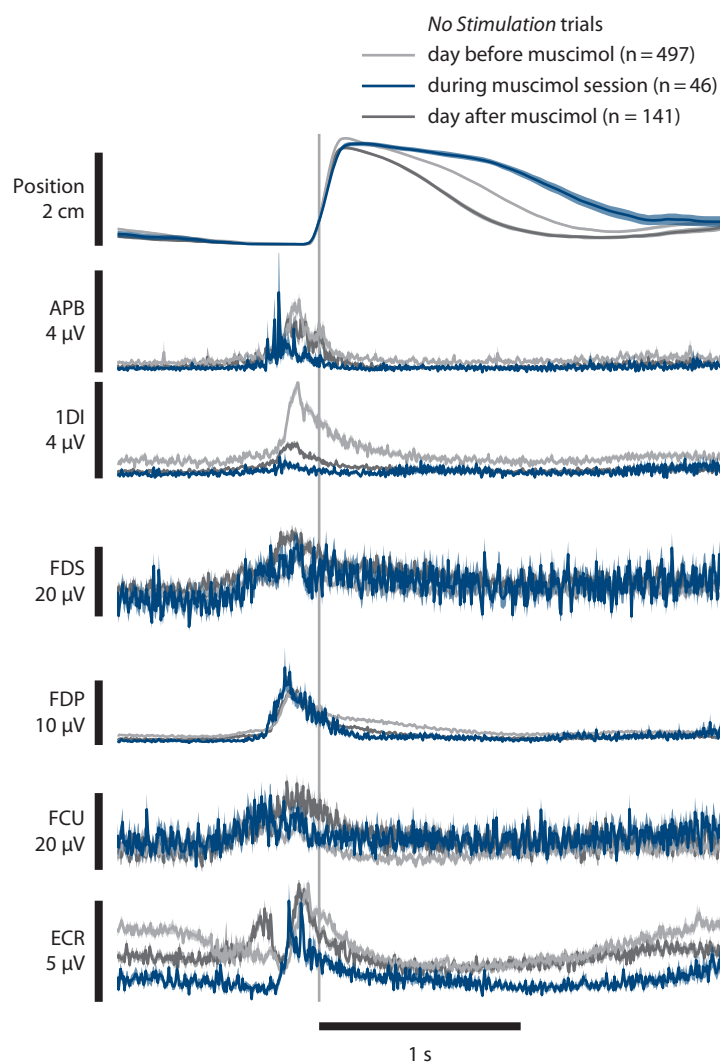 No Stimulation trials
day before muscimol (n = 497)
during muscimol session (n = 46)
day after muscimol (n = 141)
Position
2 cm
APB
4 µV
1DI
4 µV
FDS
20 µV
FDP
10 µV
FCU
20 µV
ECR
5 µV
1 s